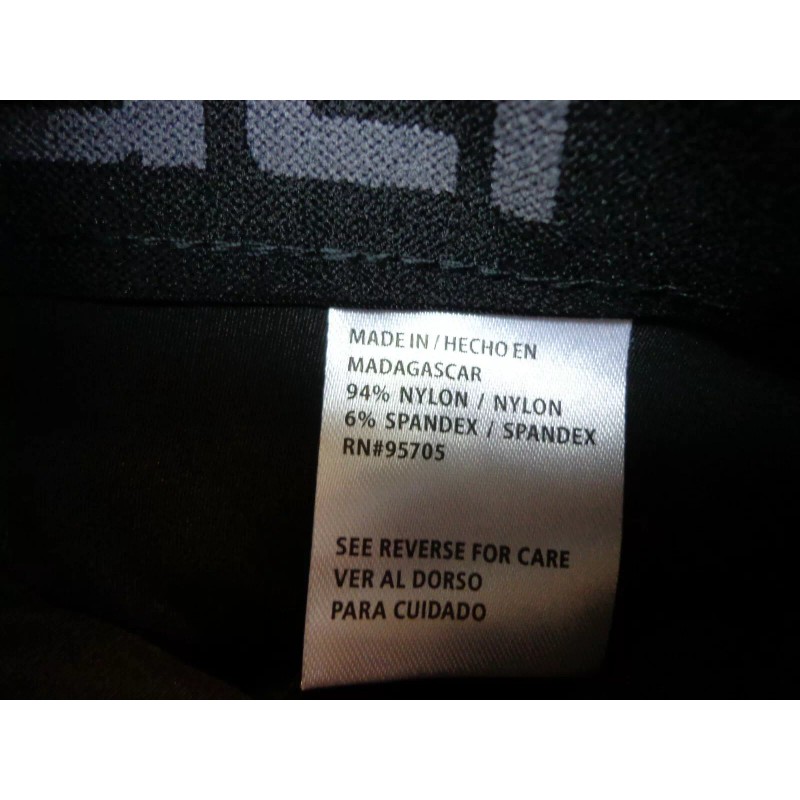 MADE IN / HECHO EN
MADAGASCAR
94% NYLON / NYLON
6% SPANDEX / SPANDEX
RN#95705
SEE REVERSE FOR CARE
VER AL DORSO
PARA CUIDADO